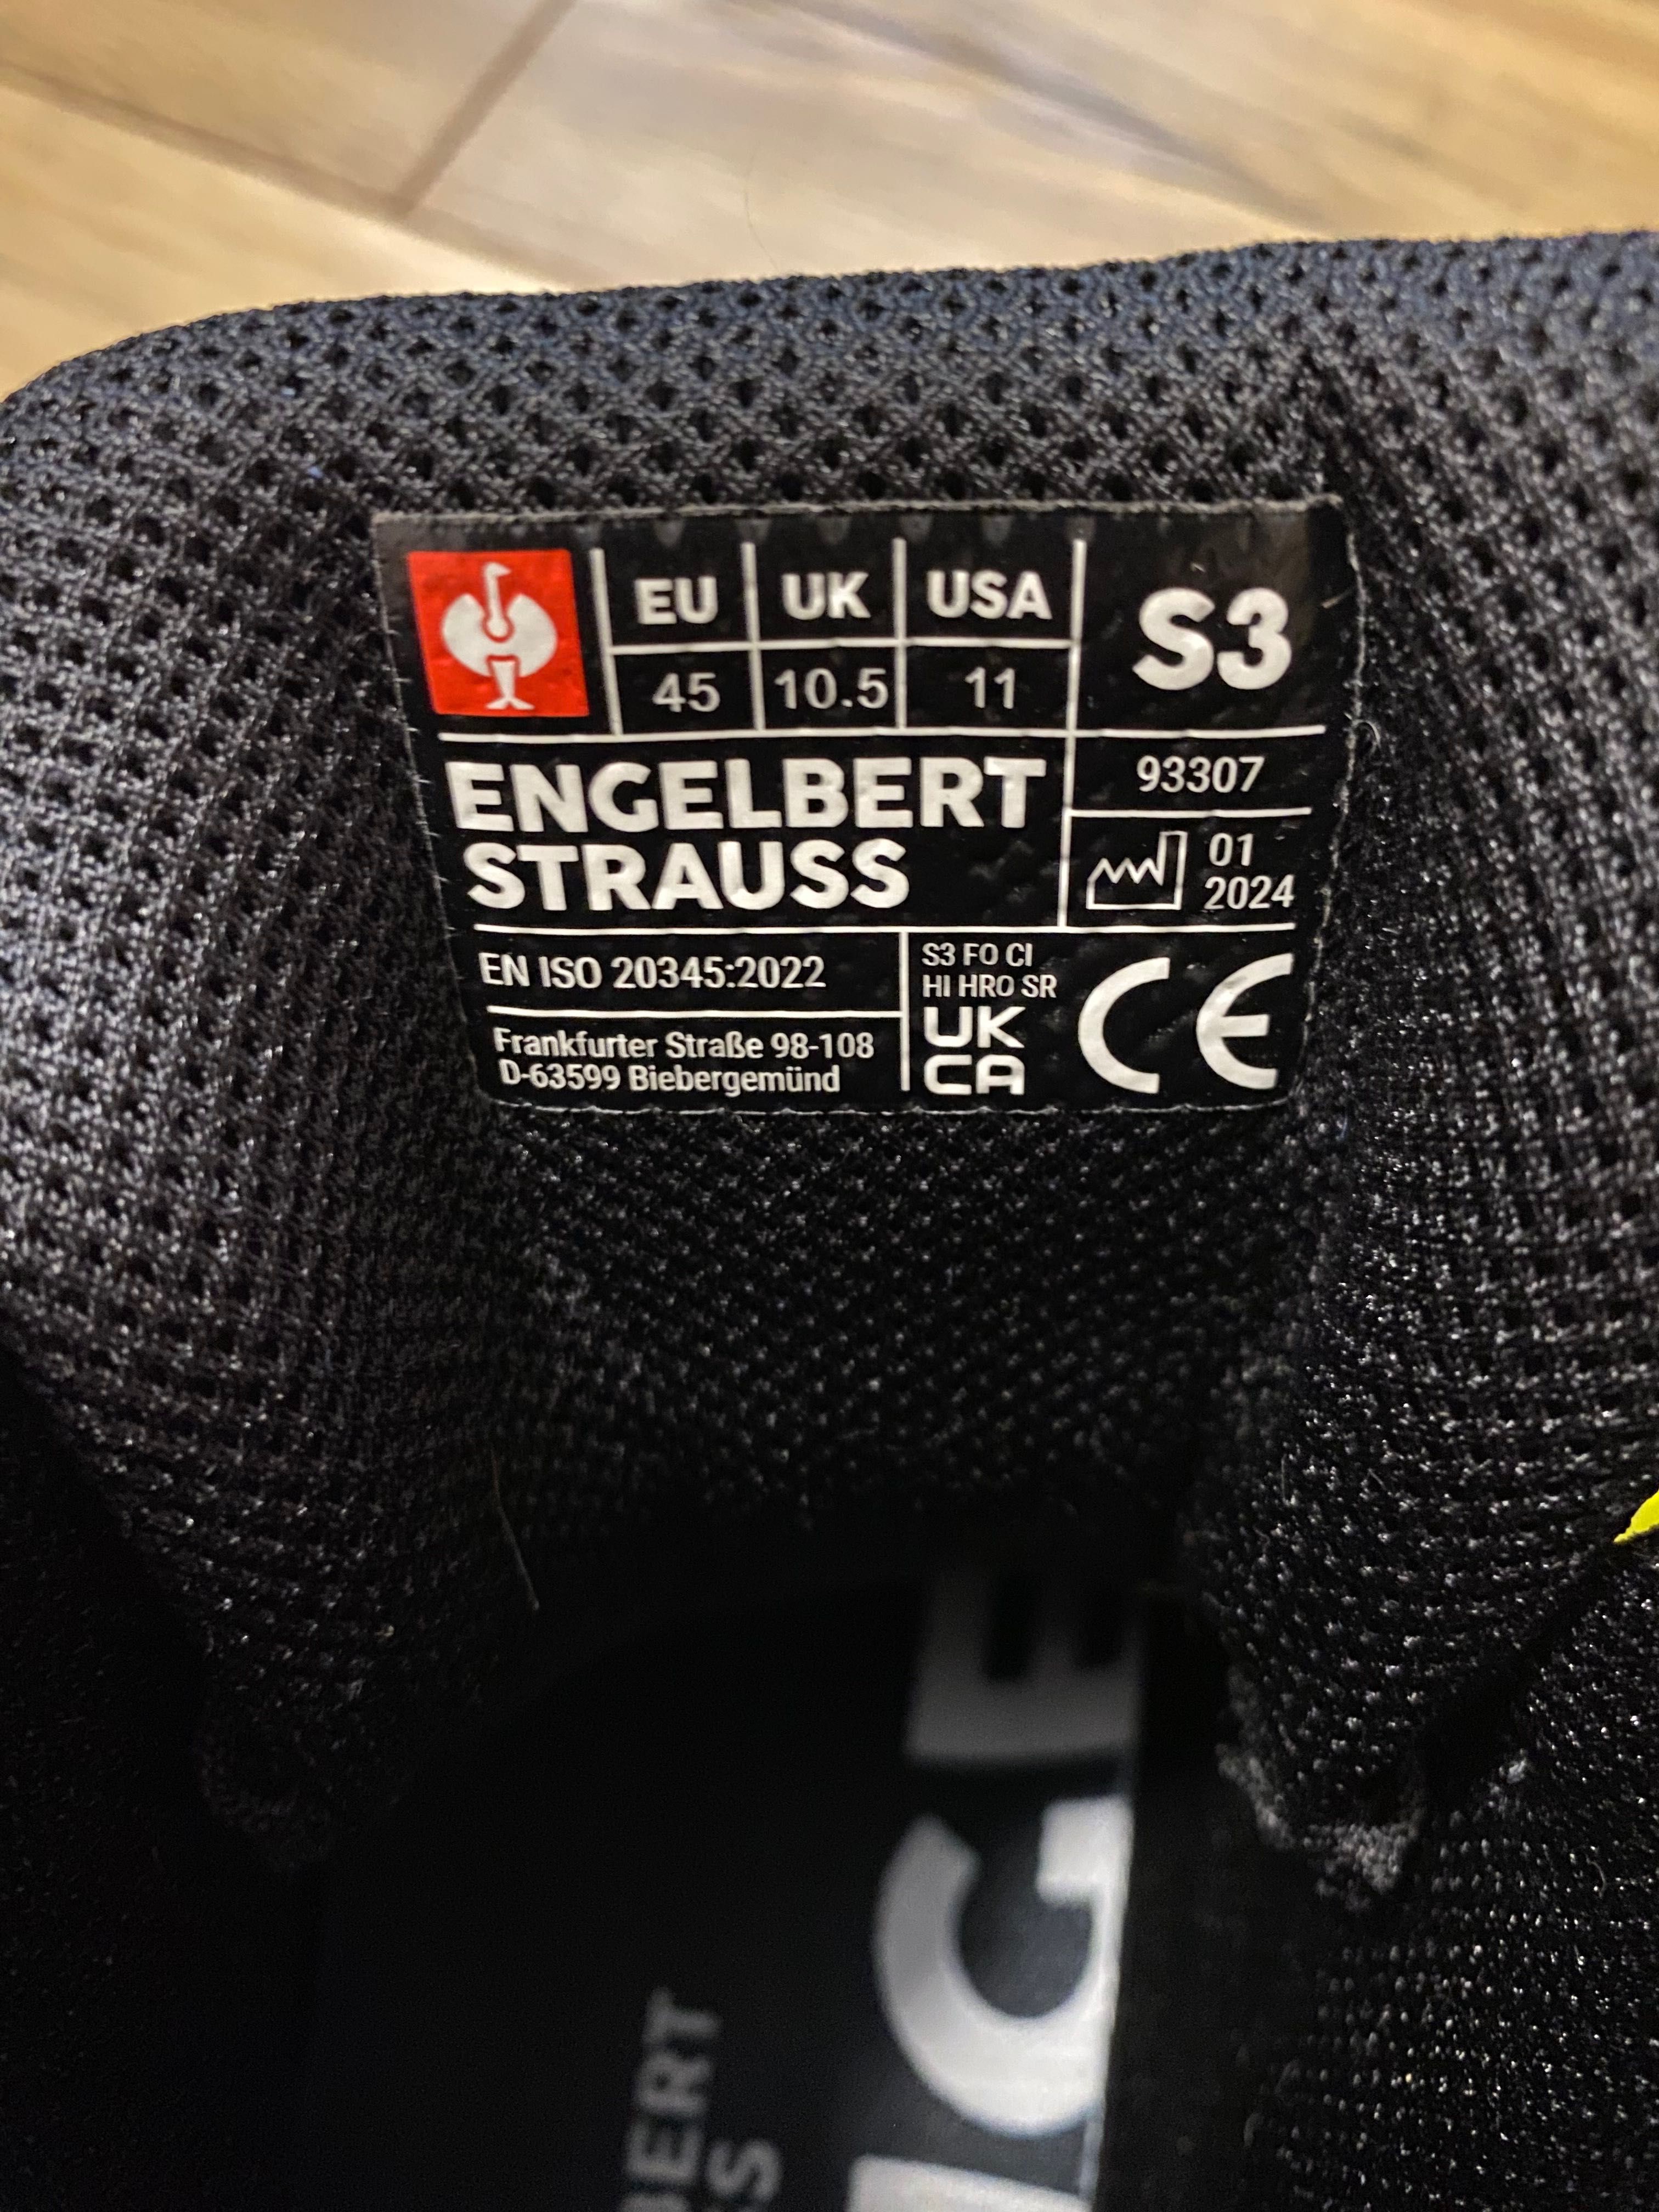 EU UK USA S3
45 10.5 11
ENGELBERT
STRAUSS
93307
01
2024
EN ISO 20345:2022
Frankfurter Straße 98-108
D-63599 Biebergemünd
S3 FO CI
HI HRO SR
UK
CA
CE